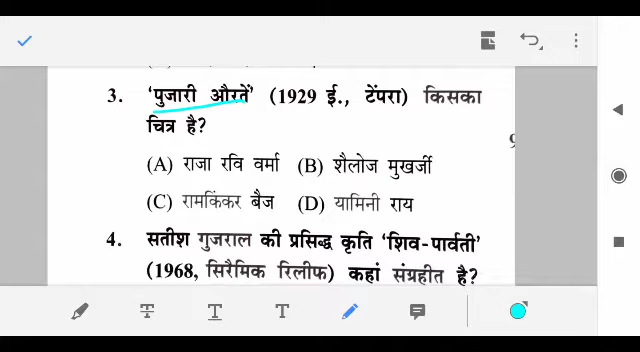 3. 'पुजारी औरतें' (1929 ई., टेंपरा) किसका
चित्र है?
(A) राजा रवि वर्मा (B) शैलोज मुखर्जी
(C) रामकिंकर बैज (D) यामिनी राय
4. सतीश गुजराल की प्रसिद्ध कृति 'शिव-पार्वती'
(1968, सिरैमिक रिलीफ) कहां संग्रहीत है?
T T T